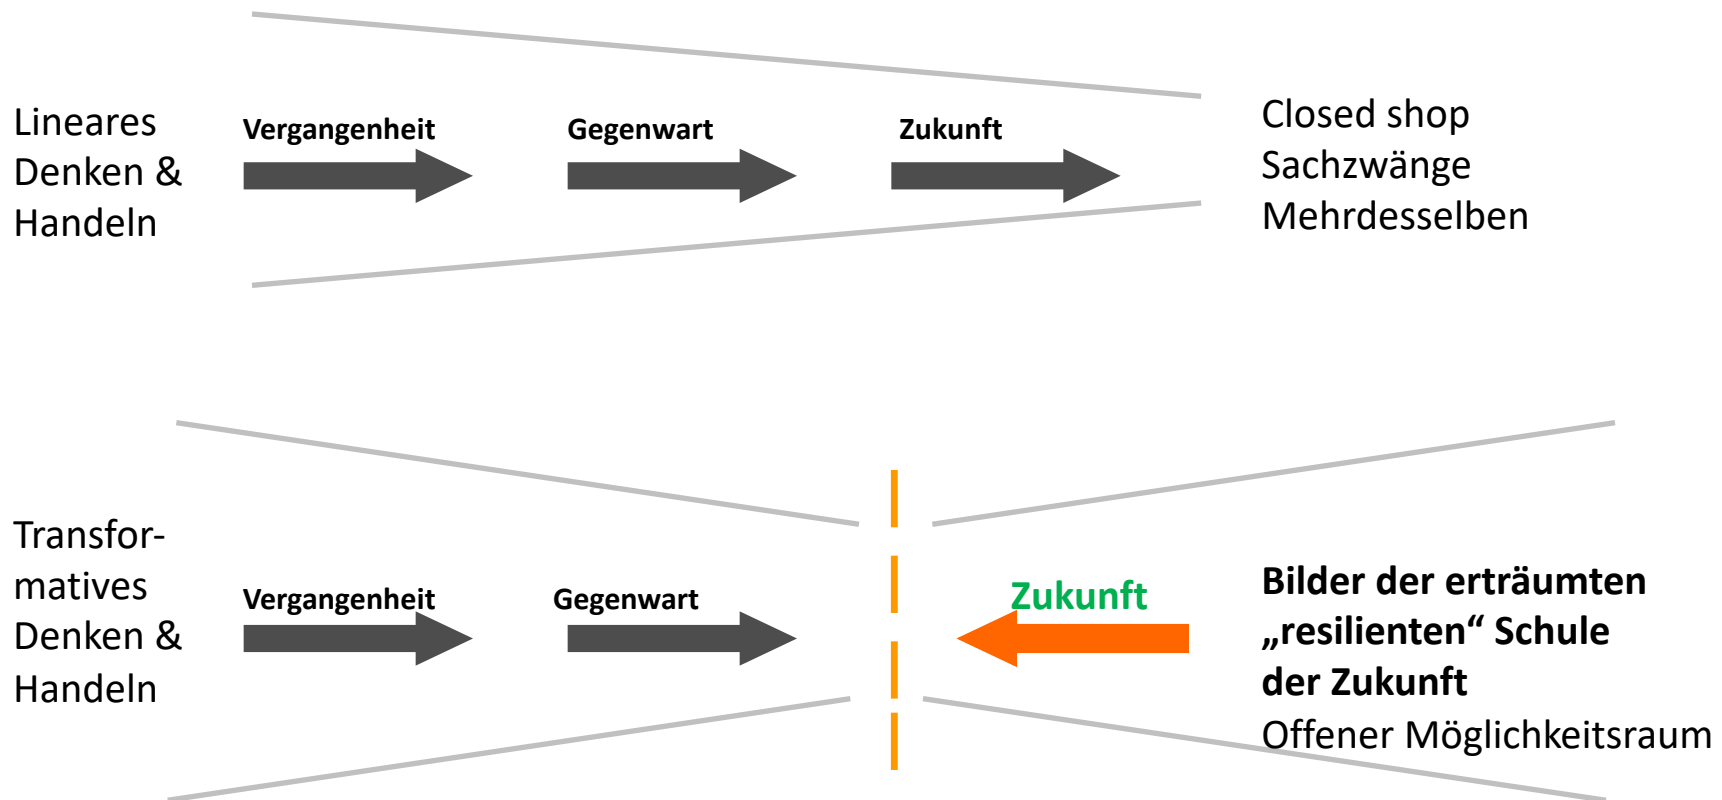 Lineares
Denken &
Handeln
Vergangenheit
Gegenwart
Zukunft
Closed shop
Sachzwänge
Mehrdesselben
Transfor-
matives
Denken &
Handeln
Vergangenheit
Gegenwart
Zukunft
Bilder der erträumten
„resilienten“ Schule
der Zukunft
Offener Möglichkeitsraum